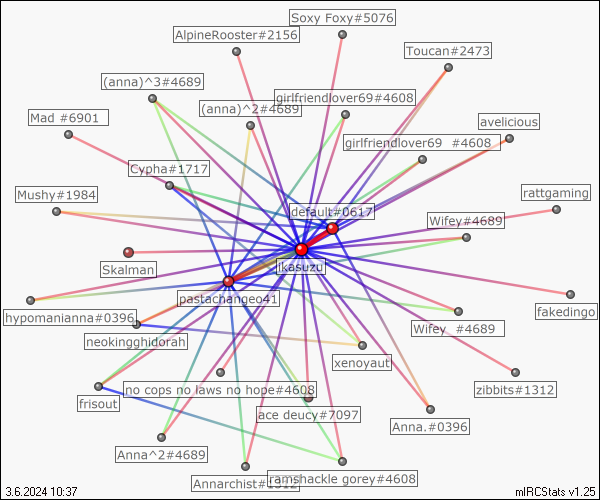 Soxy Foxy#5076
AlpineRooster#2156
Toucan#2473
(anna)^3#4689
girlfriendlover69#4608
(anna)^2#4689
Mad #6901
avelicious
girlfriendlover69 #4608
Cypha#1717
Mushy#1984
rattgaming
default#0617
Wifey#4689
jkasuzu
Skalman
pastachangeo41
fakedingo
hypomanianna#0396
Wifey #4689
neokingghidorah
xenoyaut
no cops no laws no hope#4608
zibbits#1312
frisout
ace deucy#7097
Anna.#0396
Anna^2#4689
ramshackle gorey#4608
Annarchist#1312
3.6.2024 10:37
mIRCStats v1.25